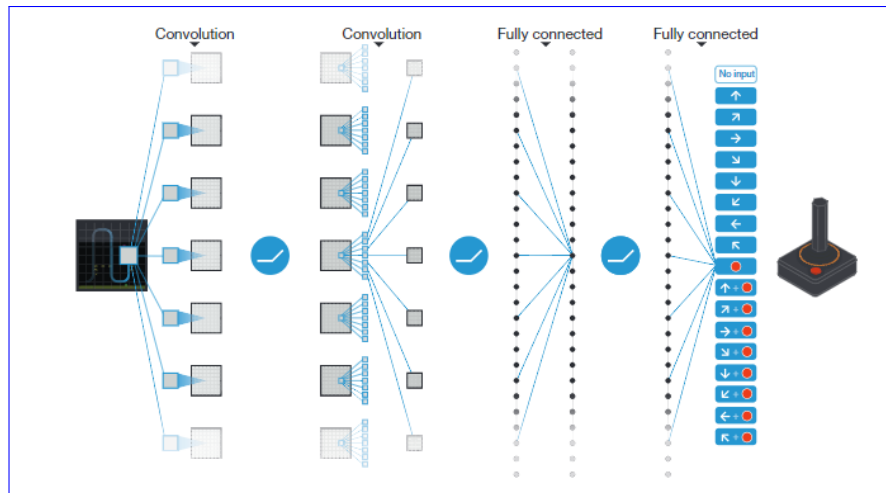 Convolution
Convolution
Fully connected
Fully connected
No input
+
+
+
+
+
+
+
+